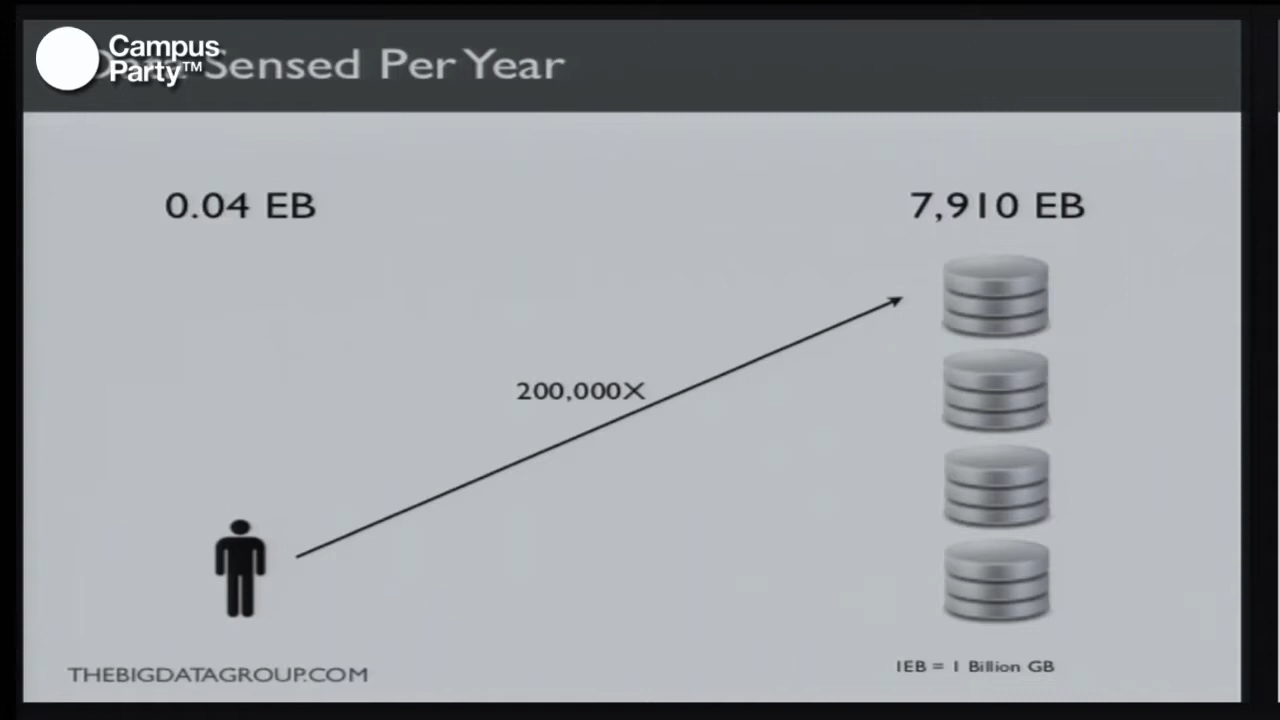 Campus
Party™
Sensed Per Year
0.04 EB
7,910 EB
200,000X
THEBIGDATAGROUP.COM
1EB = 1 Billion GB